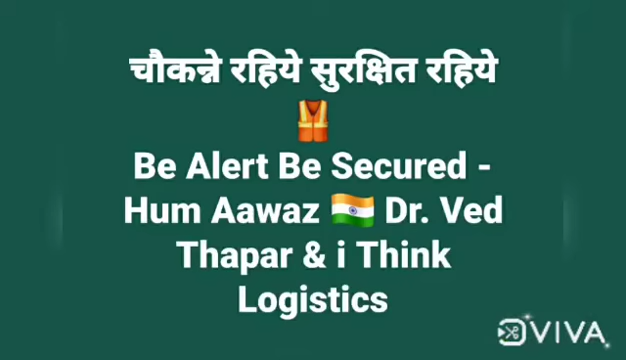 चौकन्ने रहिये सुरक्षित रहिये
🦺
Be Alert Be Secured -
Hum Aawaz 🇮🇳 Dr. Ved
Thapar & i Think
Logistics
VIVA